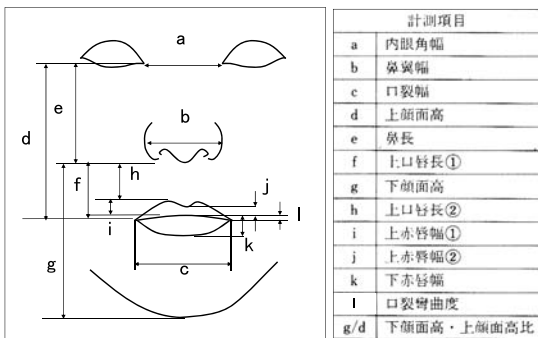 a
b
e
d
h
f
j
l
i
k
g
c
計測項目
a 内眼角幅
b 鼻翼幅
c 口裂幅
d 上顔面高
e 鼻長
f 上口唇長①
g 下顔面高
h 上口唇長②
i 上赤唇幅①
j 上赤唇幅②
k 下赤唇幅
l 口裂彎曲度
g/d 下顔面高・上顔面高比